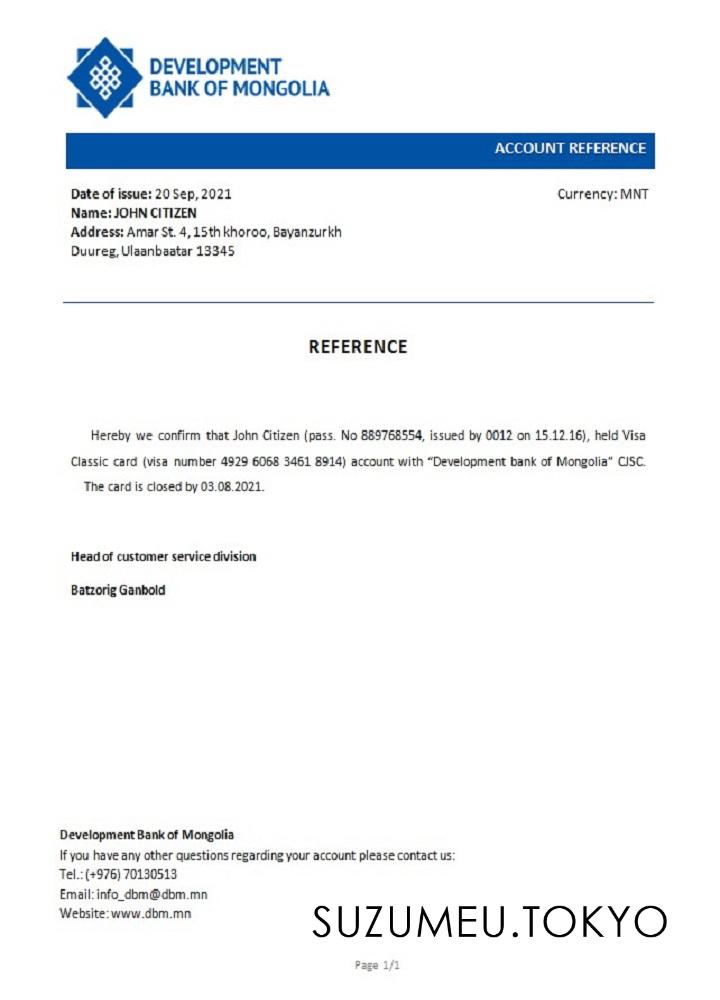 DEVELOPMENT
BANK OF MONGOLIA
ACCOUNT REFERENCE
Date of issue: 20 Sep, 2021
Currency: MNT
Name: JOHN CITIZEN
Address: Amar St. 4, 15th khoroo, Bayanzurkh
Duureg, Ulaanbaatar 13345
REFERENCE
Hereby we confirm that John Citizen (pass. No 889768554, issued by 0012 on 15.12.16), held Visa
Classic card (visa number 4929 6068 3461 8914) account with “Development bank of Mongolia” CJSC.
The card is closed by 03.08.2021.
Head of customer service division
Batzorig Ganbold
Development Bank of Mongolia
If you have any other questions regarding your account please contact us:
Tel.: (+976) 70130513
Email: info_dbm@dbm.mn
Website: www.dbm.mn
SUZUMEU.TOKYO
Page 1/1